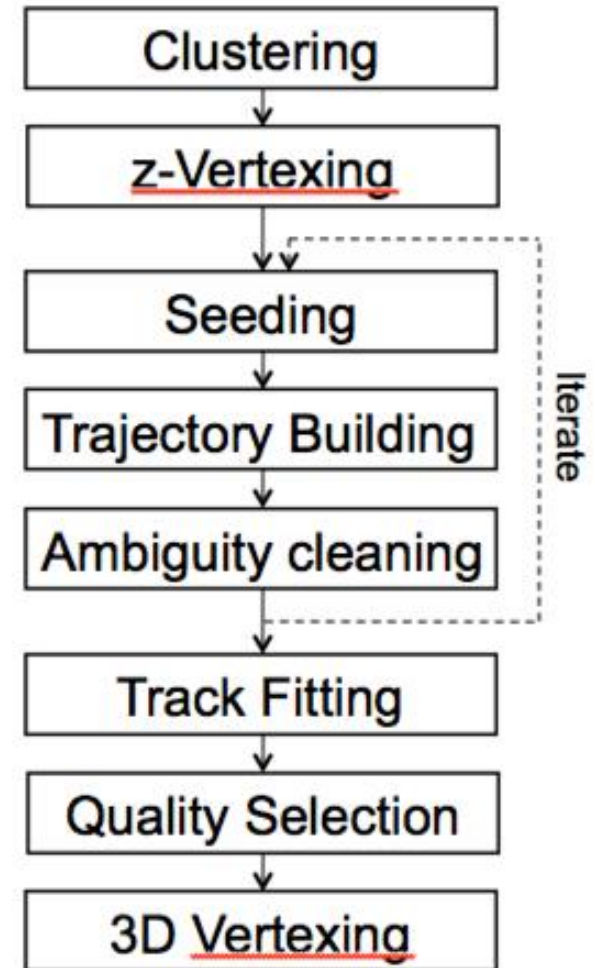 Clustering
z-Vertexing
Seeding
Trajectory Building
Ambiguity cleaning
Iterate
Track Fitting
Quality Selection
3D Vertexing